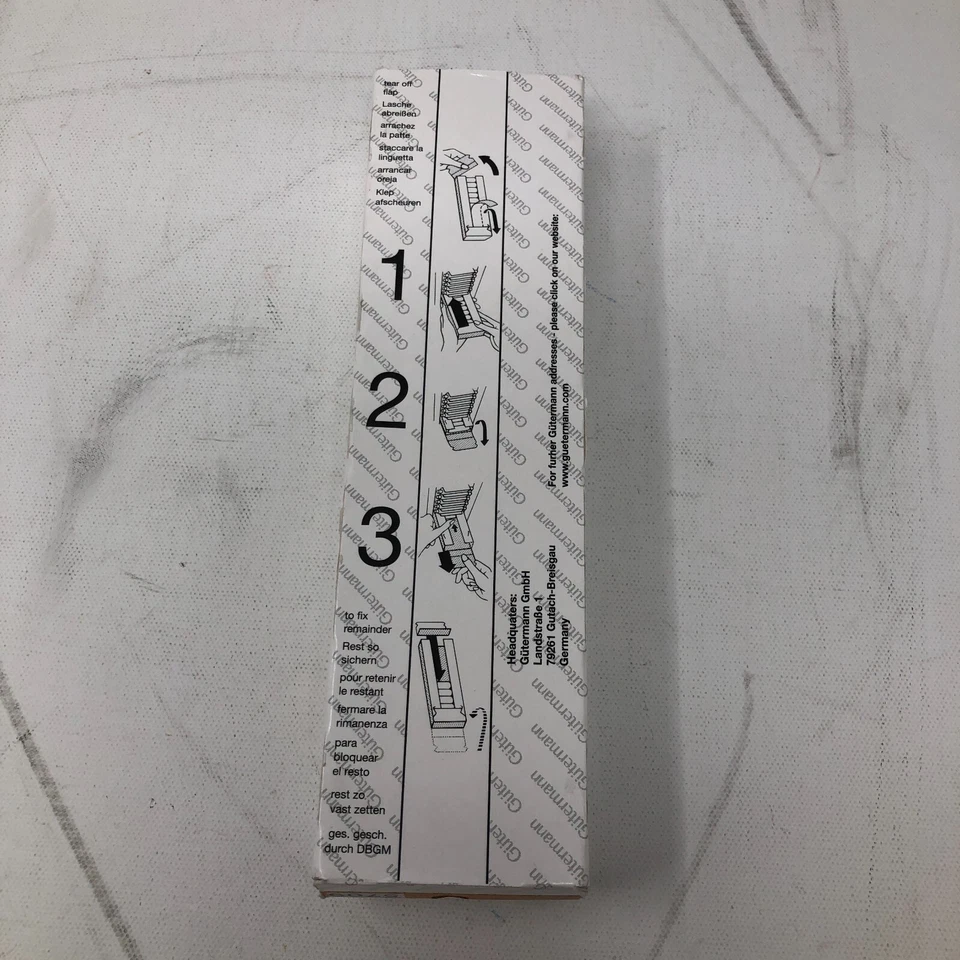 tear off
flap
Lasche
abreißen
arrachez
la patte
staccare la
linguetta
arrancar
oreja
Klep
afscheuren
1
2
3
to fix
remainder
Rest so
sichern
pour retenir
le restant
fermare la
rimanenza
para
bloquear
el resto
rest zo
vast zetten
ges. gesch.
durch DBGM
Headquaters:
Gütermann GmbH
Landstraße 1
79261 Gutach-Breisgau
Germany
For furher Gütermann addresses - please click on our website:
www.guetermann.com
Gütermann